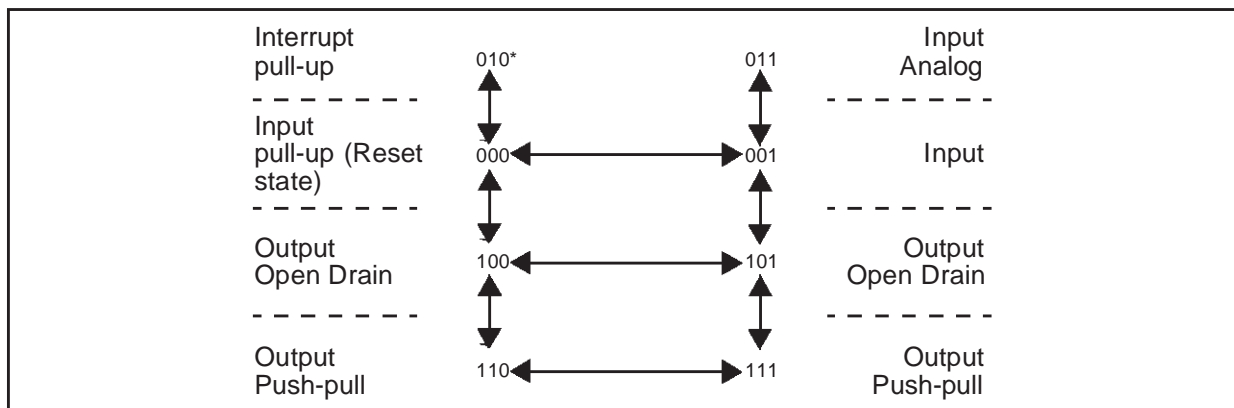 Interrupt
pull-up
010*
011
Input
Analog
Input
pull-up (Reset
state)
000
001
Input
Output
Open Drain
100
101
Output
Open Drain
Output
Push-pull
110
111
Output
Push-pull